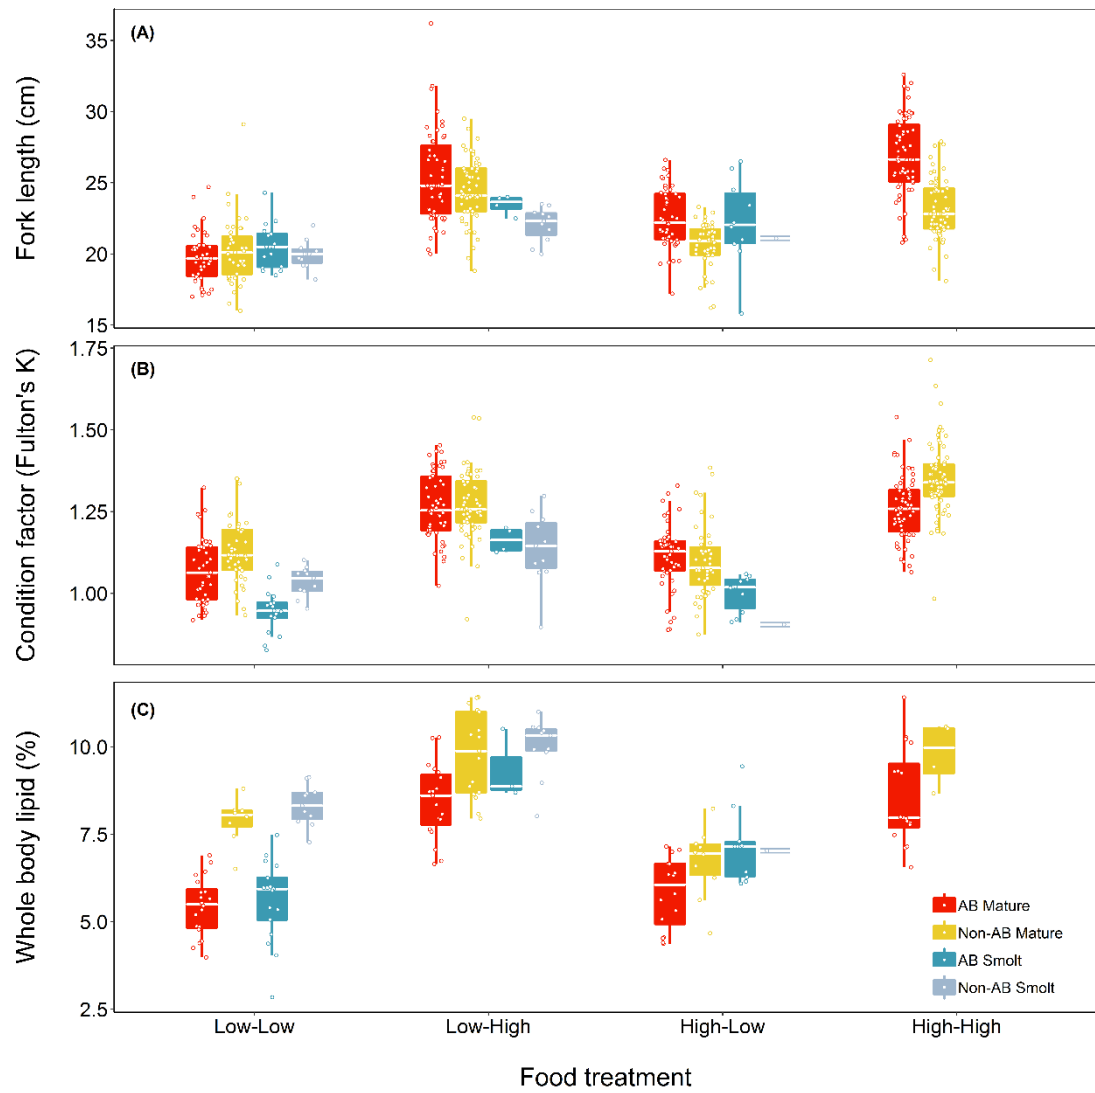 (A)
Fork length (cm)
35
30
25
20
15
(B)
Condition factor (Fulton's K)
1.75
1.50
1.25
1.00
(C)
Whole body lipid (%)
10.0
7.5
5.0
2.5
AB Mature
Non-AB Mature
AB Smolt
Non-AB Smolt
Low-Low
Low-High
High-Low
High-High
Food treatment